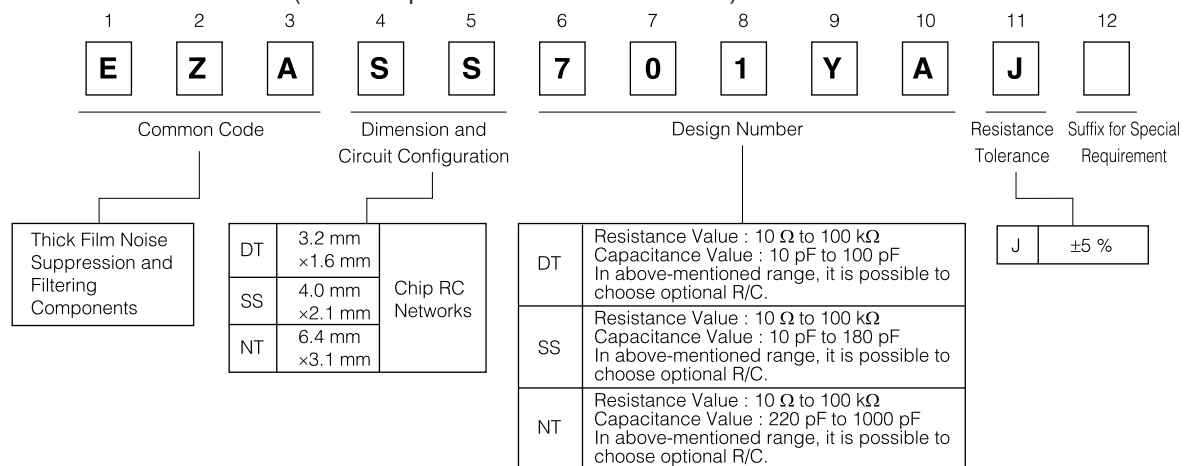 1 2 3 4 5 6 7 8 9 10 11 12
E Z A S S 7 0 1 Y A J
Common Code
Dimension and
Circuit Configuration
Design Number
Resistance
Tolerance
Suffix for Special
Requirement
Thick Film Noise
Suppression and
Filtering
Components
DT
3.2 mm
×1.6 mm
SS
4.0 mm
×2.1 mm
NT
6.4 mm
×3.1 mm
Chip RC
Networks
DT
Resistance Value : 10 Ω to 100 kΩ
Capacitance Value : 10 pF to 100 pF
In above-mentioned range, it is possible to
choose optional R/C.
SS
Resistance Value : 10 Ω to 100 kΩ
Capacitance Value : 10 pF to 180 pF
In above-mentioned range, it is possible to
choose optional R/C.
NT
Resistance Value : 10 Ω to 100 kΩ
Capacitance Value : 220 pF to 1000 pF
In above-mentioned range, it is possible to
choose optional R/C.
J ±5 %